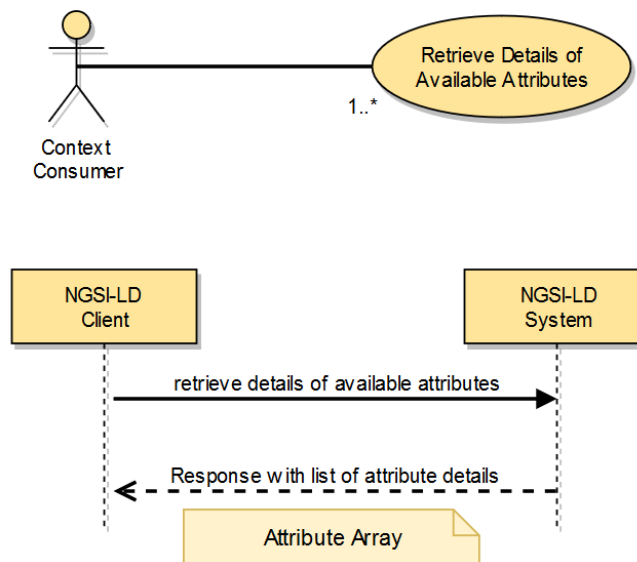 Retrieve Details of
Available Attributes
1..*
Context
Consumer
NGSI-LD
Client
NGSI-LD
System
retrieve details of available attributes
Response with list of attribute details
Attribute Array